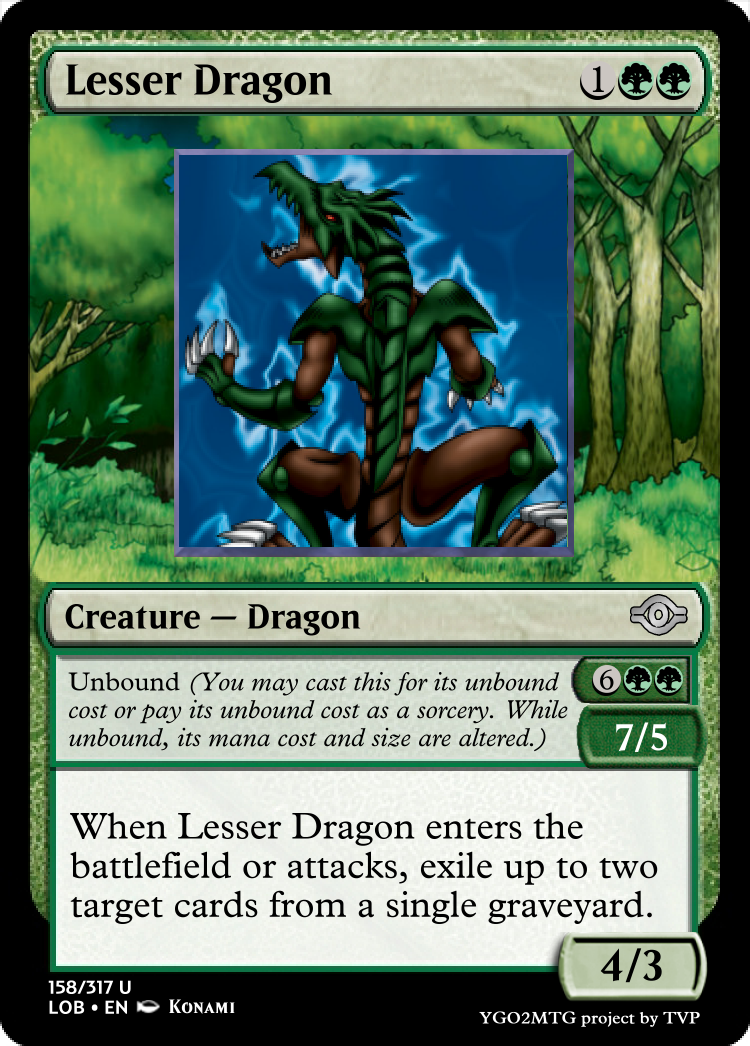 Lesser Dragon 1
Creature — Dragon
Unbound (You may cast this for its unbound 6
cost or pay its unbound cost as a sorcery. While
unbound, its mana cost and size are altered.) 7/5
When Lesser Dragon enters the
battlefield or attacks, exile up to two
target cards from a single graveyard.
4/3
158/317 U
LOB • EN Konami
YGO2MTG project by TVP